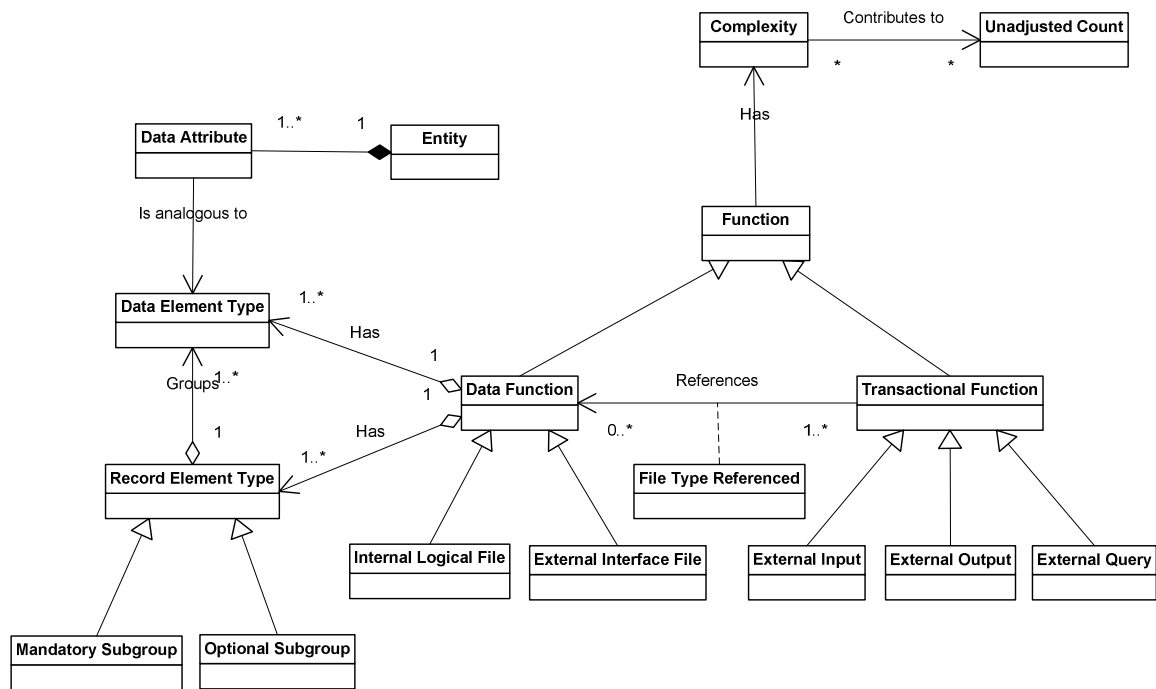 Complexity
Contributes to
Unadjusted Count
*
*
Has
Data Attribute
1..*
1
Entity
Is analogous to
Function
Data Element Type
1..*
Has
1
Groups
1..*
1
Data Function
References
Transactional Function
1
Has
0..*
1..*
1..*
Record Element Type
File Type Referenced
Internal Logical File
External Interface File
External Input
External Output
External Query
Mandatory Subgroup
Optional Subgroup